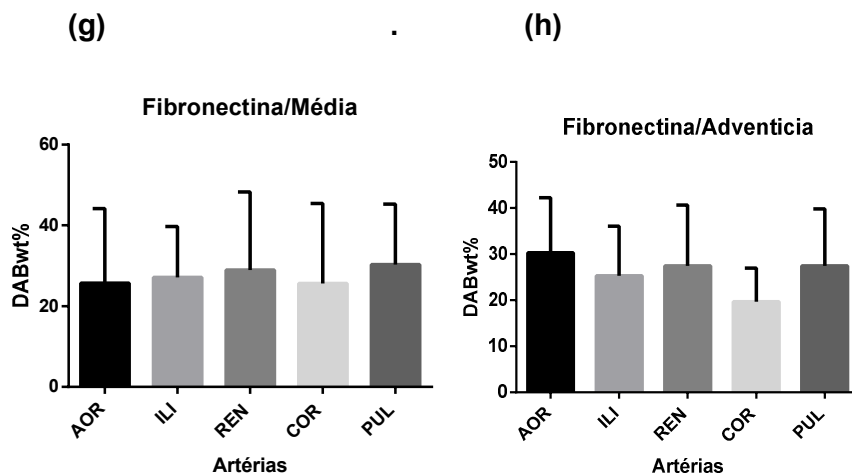 (g) . (h)
Fibronectina/Média
60
40
20
0
DABwt%
AOR ILI REN COR PUL
Artérias
Fibronectina/Adventicia
50
40
30
20
10
0
DABwt%
AOR ILI REN COR PUL
Artérias